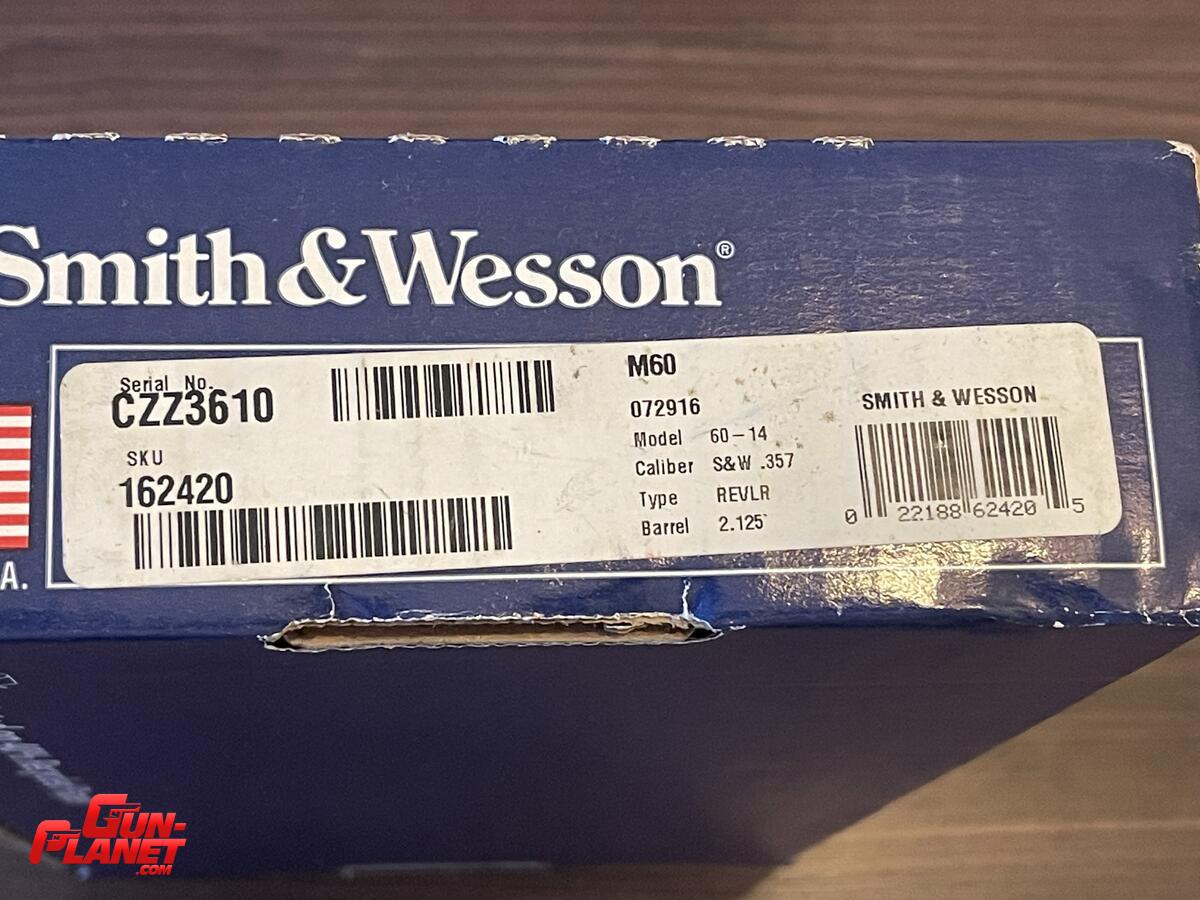 Smith & Wesson®
Serial No.
CZZ3610
SKU
162420
M60
072916
Model 60-14
Caliber S&W .357
Type REVLR
Barrel 2.125"
SMITH & WESSON
0 22188 62420 5
A.
GUN-PLANET
.COM